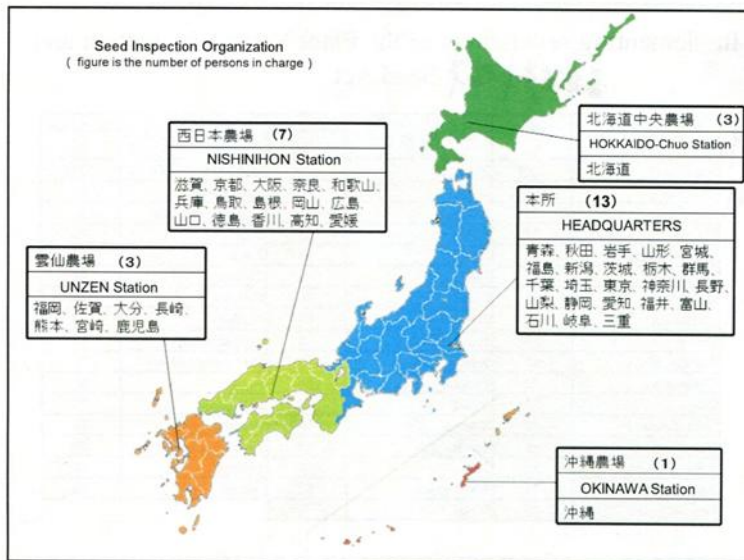 Seed Inspection Organization
( figure is the number of persons in charge )
北海道中央農場 (3)
HOKKAIDO-Chuo Station
北海道
西日本農場 (7)
NISHINIHON Station
滋賀、京都、大阪、奈良、和歌山、
兵庫、鳥取、島根、岡山、広島、
山口、徳島、香川、高知、愛媛
本所 (13)
HEADQUARTERS
青森、秋田、岩手、山形、宮城、
福島、新潟、茨城、栃木、群馬、
千葉、埼玉、東京、神奈川、長野、
山梨、静岡、愛知、福井、富山、
石川、岐阜、三重
雲仙農場 (3)
UNZEN Station
福岡、佐賀、大分、長崎、
熊本、宮崎、鹿児島
沖縄農場 (1)
OKINAWA Station
沖縄